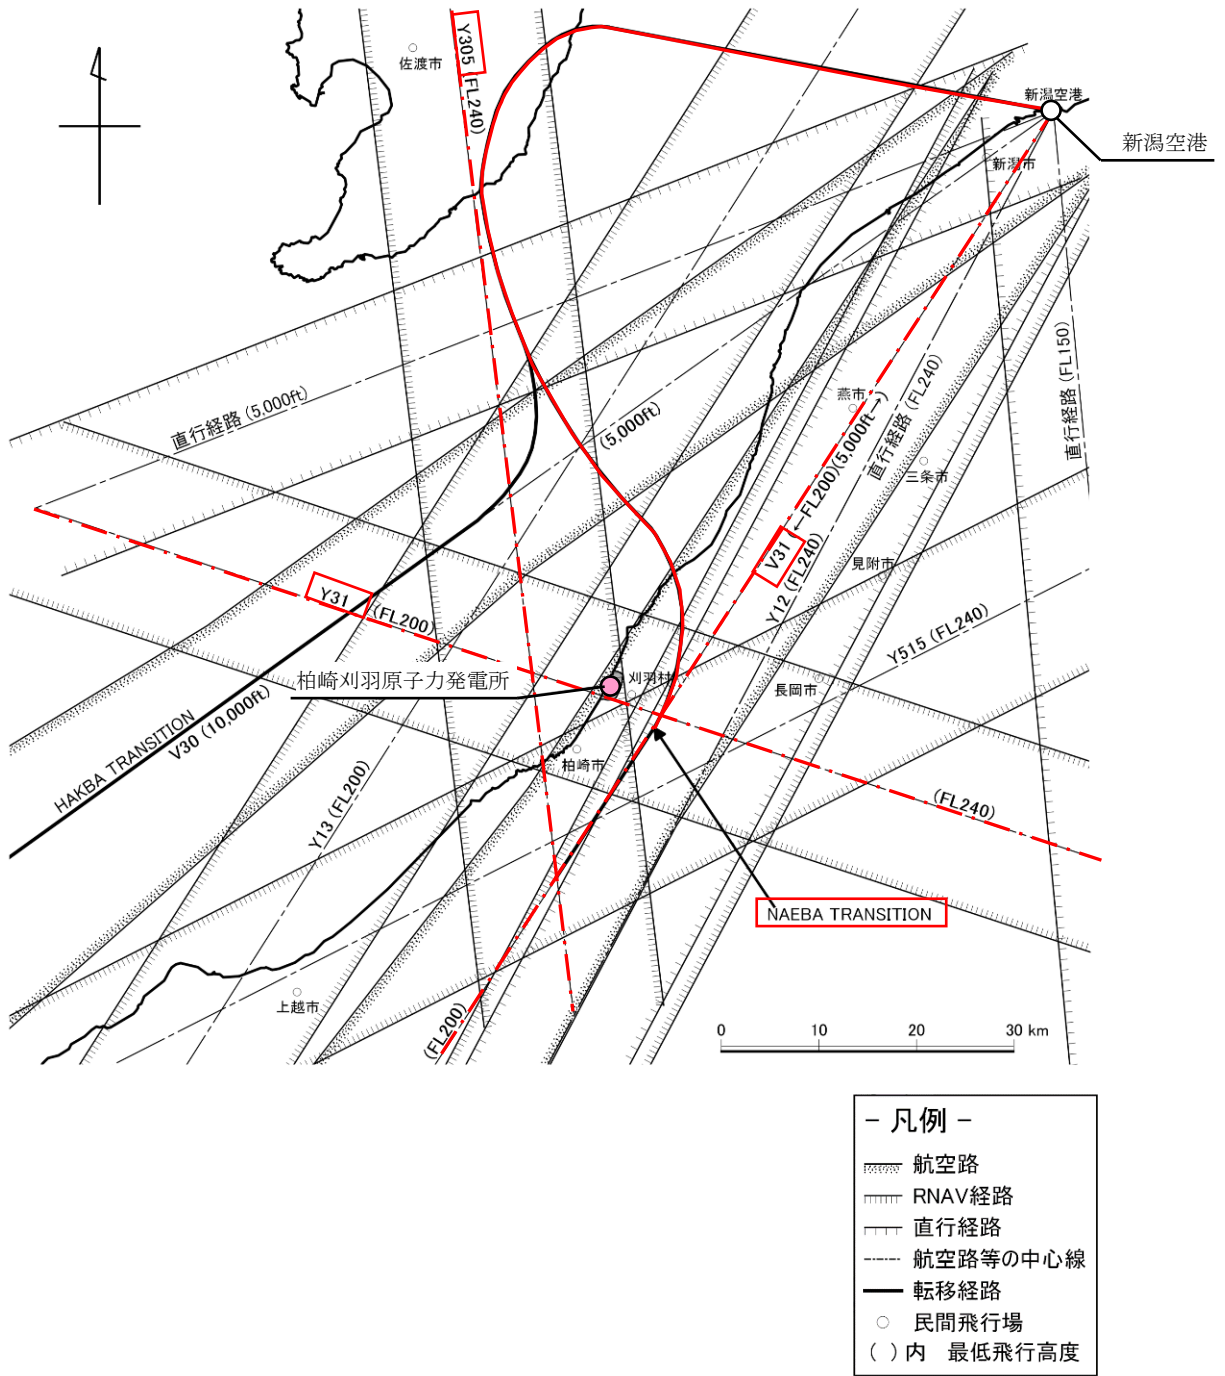 Y305 (FL240)
佐渡市
新潟空港
新潟空港
新潟市
直行経路 (FL150)
直行経路 (5,000ft)
(5,000ft)
燕市
V31 (←FL200)(5,000ft→)
直行経路 (FL240)
三条市
Y12 (FL240)
見附市
Y31 (FL200)
Y515 (FL240)
柏崎刈羽原子力発電所
刈羽村
長岡市
HAKBA TRANSITION
V30 (10,000ft)
柏崎市
Y13 (FL200)
(FL240)
NAEBA TRANSITION
上越市
(FL200)
0 10 20 30 km
- 凡例 -
航空路
RNAV経路
直行経路
航空路等の中心線
転移経路
民間飛行場
( ) 内 最低飛行高度